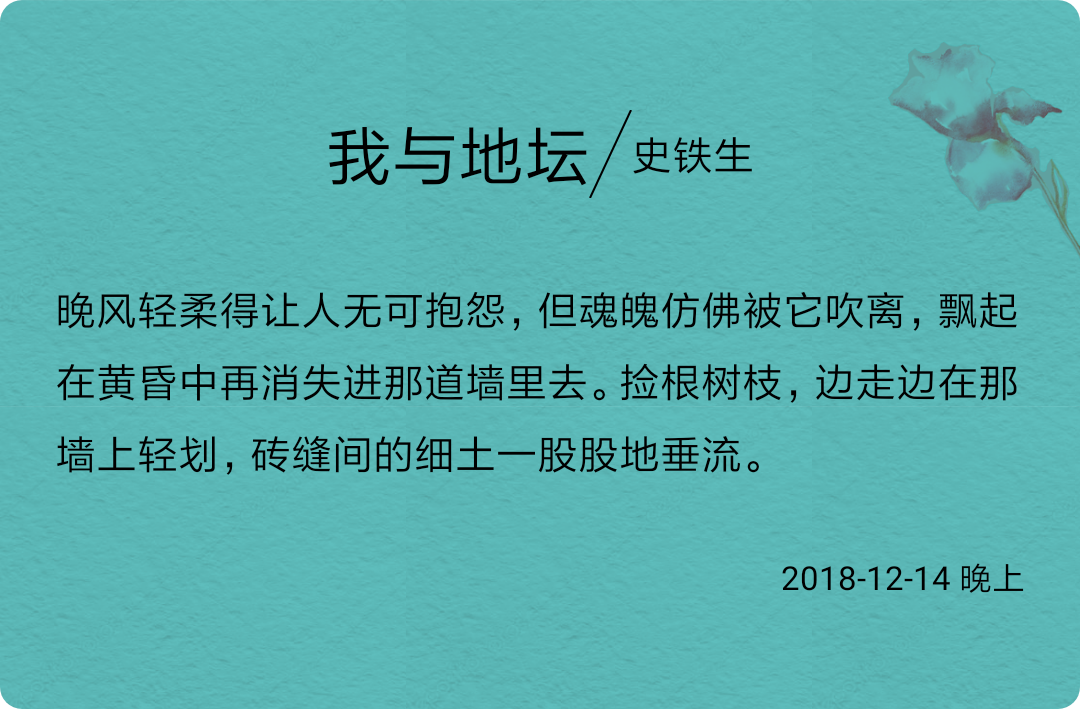 我与地坛/史铁生
晚风轻柔得让人无可抱怨，但魂魄仿佛被它吹离，飘起
在黄昏中再消失进那道墙里去。捡根树枝，边走边在那
墙上轻划，砖缝间的细土一股股地垂流。
2018-12-14 晚上